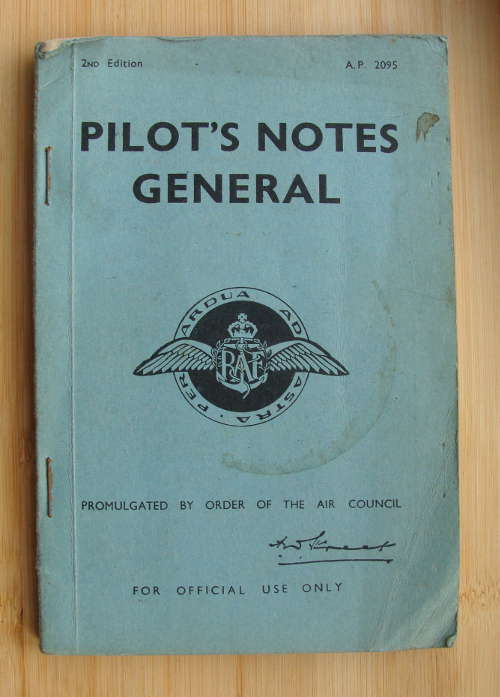 2ND Edition A.P. 2095
PILOT'S NOTES
GENERAL
PER ARDUA AD ASTRA
RAF
PROMULGATED BY ORDER OF THE AIR COUNCIL
A W Street
FOR OFFICIAL USE ONLY